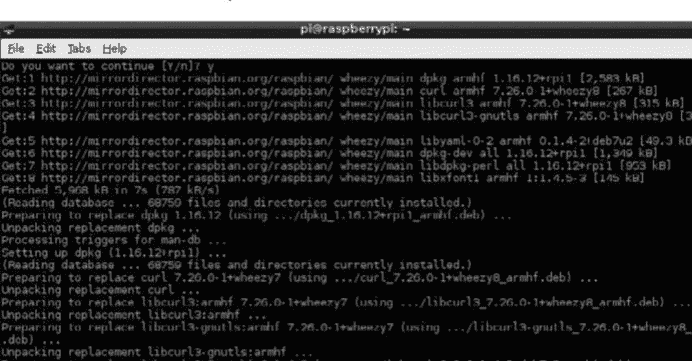 pi@raspberrypi: ~
File Edit Tabs Help
Do you want to continue [Y/n]? y
Get:1 http://mirrordirector.raspbian.org/raspbian/ wheezy/main dpkg armhf 1.16.12+rpi1 [2,583 kB]
Get:2 http://mirrordirector.raspbian.org/raspbian/ wheezy/main curl armhf 7.26.0-1+wheezy8 [267 kB]
Get:3 http://mirrordirector.raspbian.org/raspbian/ wheezy/main libcurl3 armhf 7.26.0-1+wheezy8 [315 kB]
Get:4 http://mirrordirector.raspbian.org/raspbian/ wheezy/main libcurl3-gnutls armhf 7.26.0-1+wheezy8 [3
]
Get:5 http://mirrordirector.raspbian.org/raspbian/ wheezy/main libyaml-0-2 armhf 0.1.4-2+deb7u2 [49.3 kB
Get:6 http://mirrordirector.raspbian.org/raspbian/ wheezy/main dpkg-dev all 1.16.12+rpi1 [1,349 kB]
Get:7 http://mirrordirector.raspbian.org/raspbian/ wheezy/main libdpkg-perl all 1.16.12+rpi1 [953 kB]
Get:8 http://mirrordirector.raspbian.org/raspbian/ wheezy/main libxfont1 armhf 1:1.4.5-3 [145 kB]
Fetched 5,968 kB in 7s (787 kB/s)
(Reading database ... 68759 files and directories currently installed.)
Preparing to replace dpkg 1.16.12 (using .../dpkg_1.16.12+rpi1_armhf.deb) ...
Unpacking replacement dpkg ...
Processing triggers for man-db ...
Setting up dpkg (1.16.12+rpi1) ...
(Reading database ... 68759 files and directories currently installed.)
Preparing to replace curl 7.26.0-1+wheezy7 (using .../curl_7.26.0-1+wheezy8_armhf.deb) ...
Unpacking replacement curl ...
Preparing to replace libcurl3:armhf 7.26.0-1+wheezy7 (using .../libcurl3_7.26.0-1+wheezy8_armhf.deb) ...
Unpacking replacement libcurl3:armhf ...
Preparing to replace libcurl3-gnutls:armhf 7.26.0-1+wheezy7 (using .../libcurl3-gnutls_7.26.0-1+wheezy8_
.deb) ...
Unpacking replacement libcurl3-gnutls:armhf ...